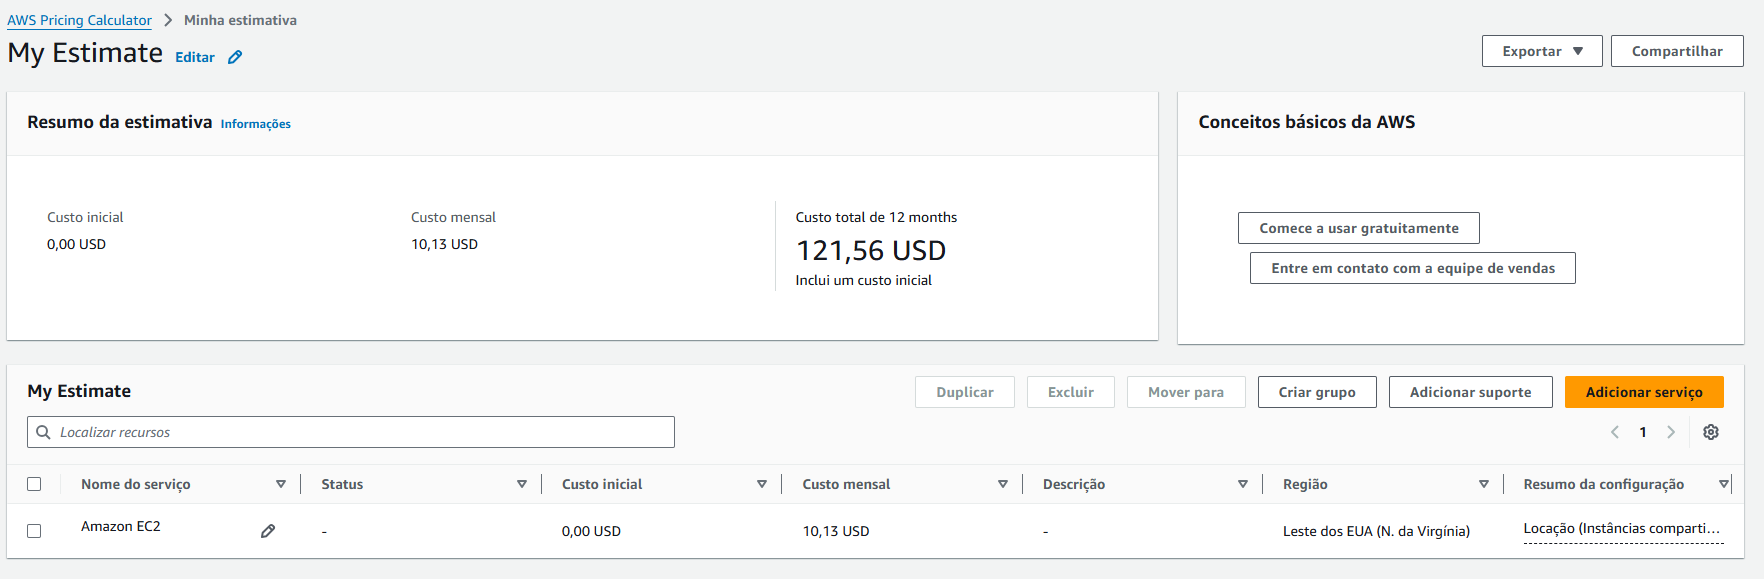 AWS Pricing Calculator > Minha estimativa
My Estimate Editar
Exportar Compartilhar
Resumo da estimativa Informações
Custo inicial
0,00 USD
Custo mensal
10,13 USD
Custo total de 12 months
121,56 USD
Inclui um custo inicial
Conceitos básicos da AWS
Comece a usar gratuitamente
Entre em contato com a equipe de vendas
My Estimate
Duplicar Excluir Mover para Criar grupo Adicionar suporte Adicionar serviço
Localizar recursos
1
Nome do serviço Status Custo inicial Custo mensal Descrição Região Resumo da configuração
Amazon EC2 - 0,00 USD 10,13 USD - Leste dos EUA (N. da Virgínia) Locação (Instâncias comparti...